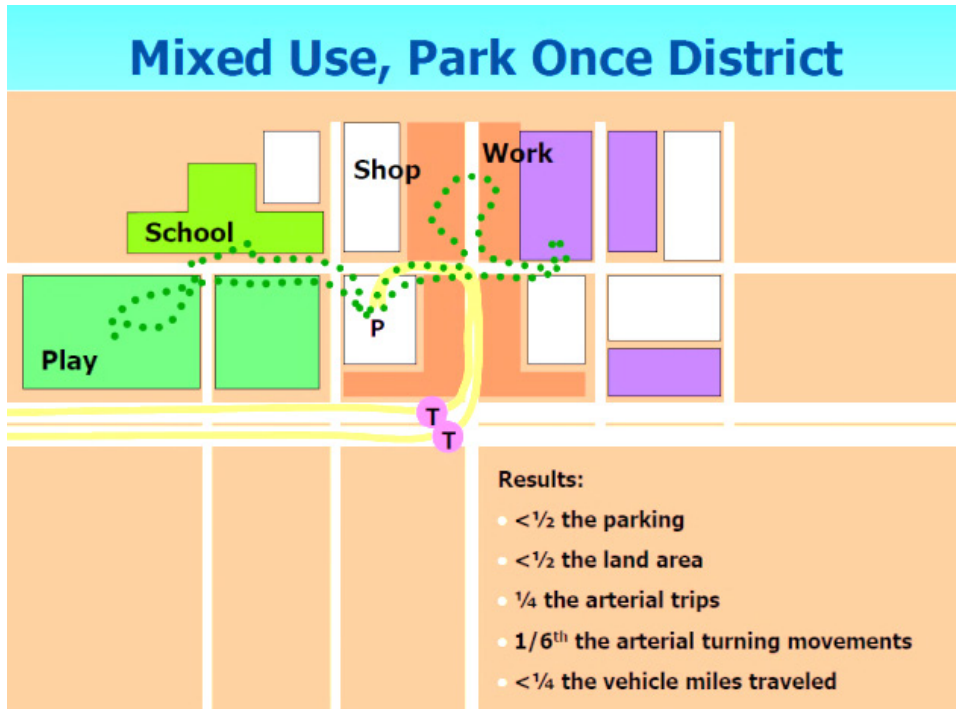 Mixed Use, Park Once District
Shop
Work
School
P
Play
T
T
Results:
<½ the parking
<½ the land area
¼ the arterial trips
1/6th the arterial turning movements
<¼ the vehicle miles traveled